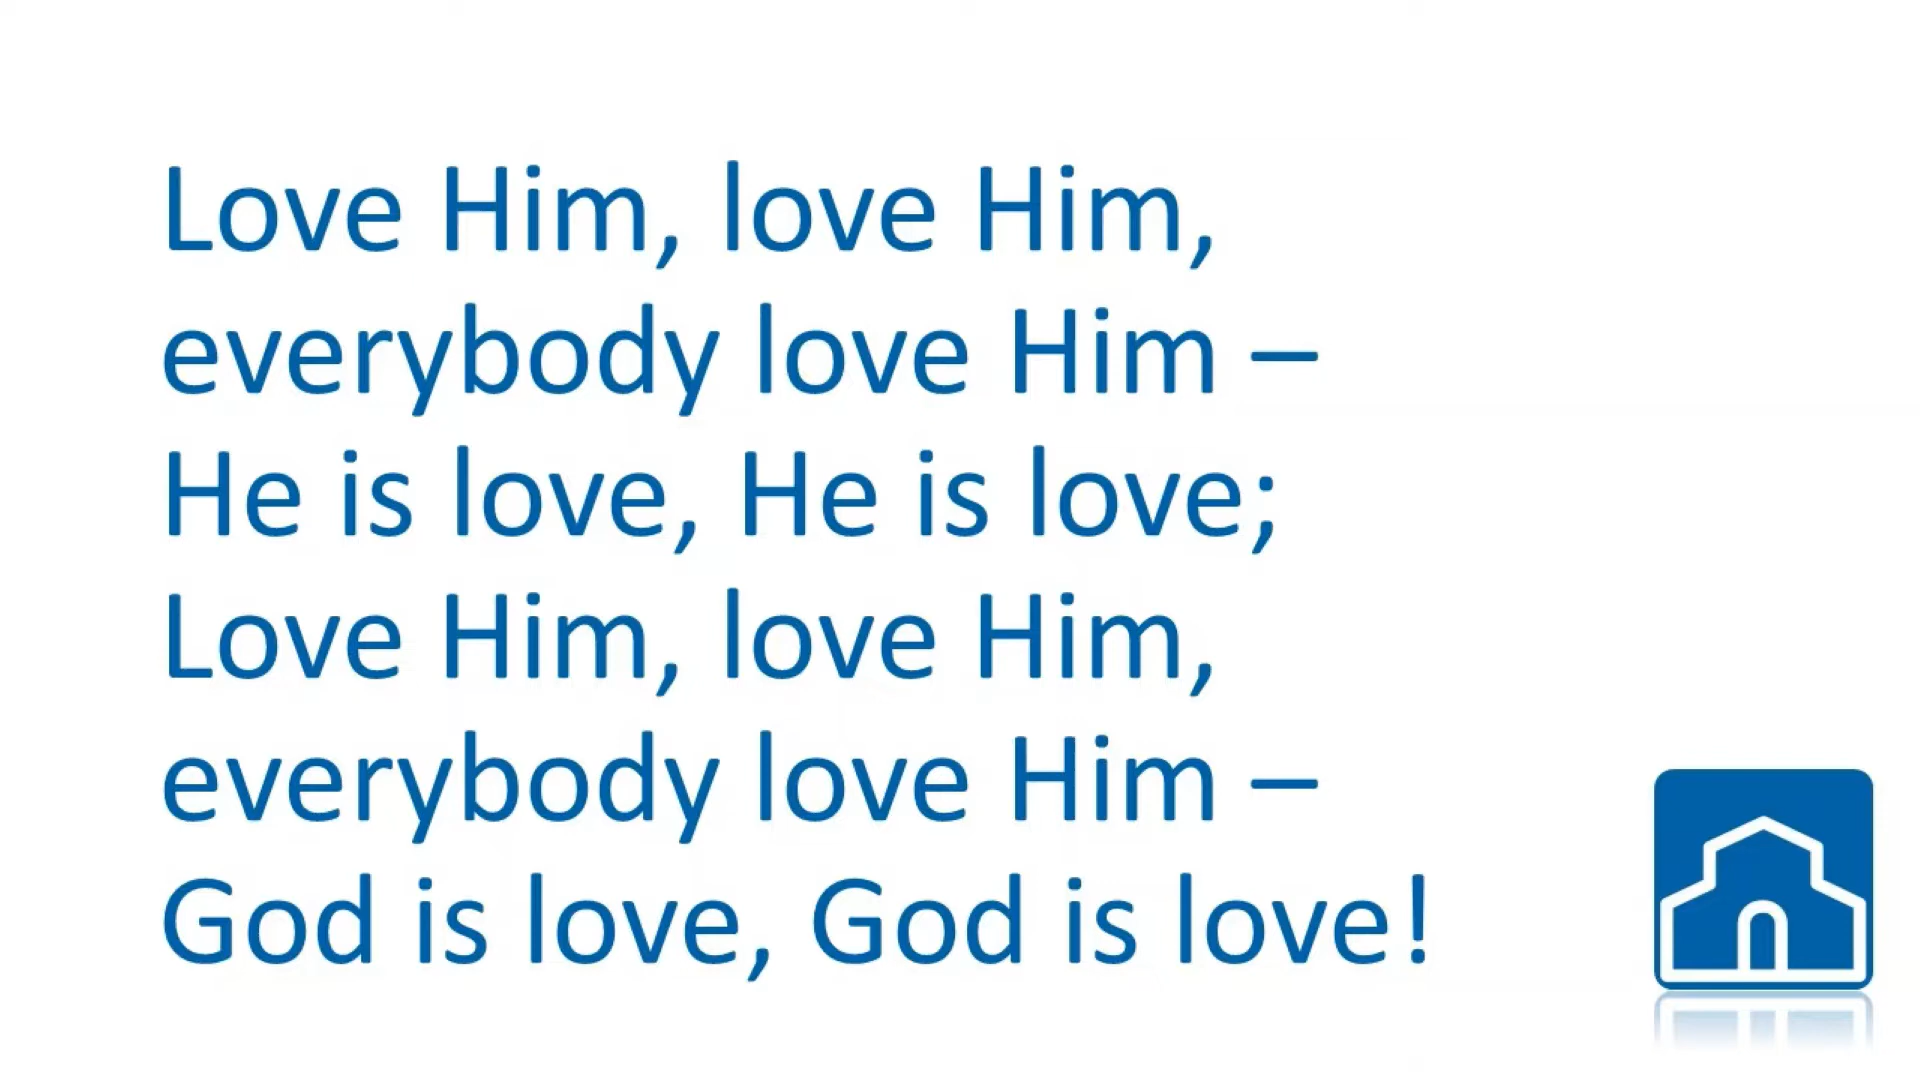 Love Him, love Him,
everybody love Him –
He is love, He is love;
Love Him, love Him,
everybody love Him –
God is love, God is love!